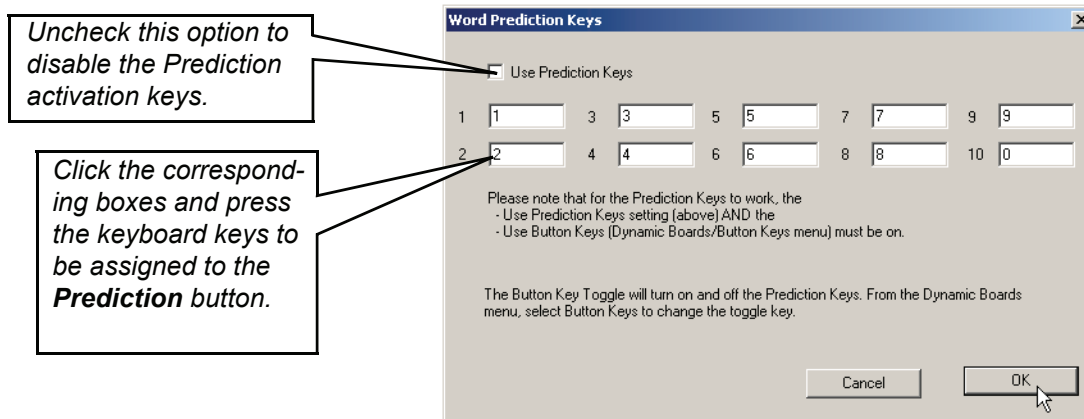 Uncheck this option to
disable the Prediction
activation keys.
Click the correspond-
ing boxes and press
the keyboard keys to
be assigned to the
Prediction button.
Word Prediction Keys
Use Prediction Keys
1 1 3 3 5 5 7 7 9 9
2 2 4 4 6 6 8 8 10 0
Please note that for the Prediction Keys to work, the
- Use Prediction Keys setting (above) AND the
- Use Button Keys (Dynamic Boards/Button Keys menu) must be on.
The Button Key Toggle will turn on and off the Prediction Keys. From the Dynamic Boards
menu, select Button Keys to change the toggle key.
Cancel OK